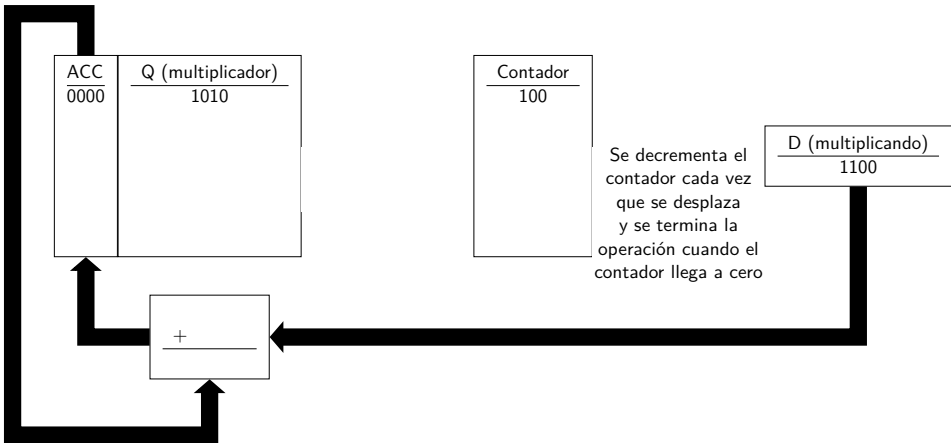 ACC
0000
Q (multiplicador)
1010
Contador
100
Se decrementa el
contador cada vez
que se desplaza
y se termina la
operación cuando el
contador llega a cero
D (multiplicando)
1100
+